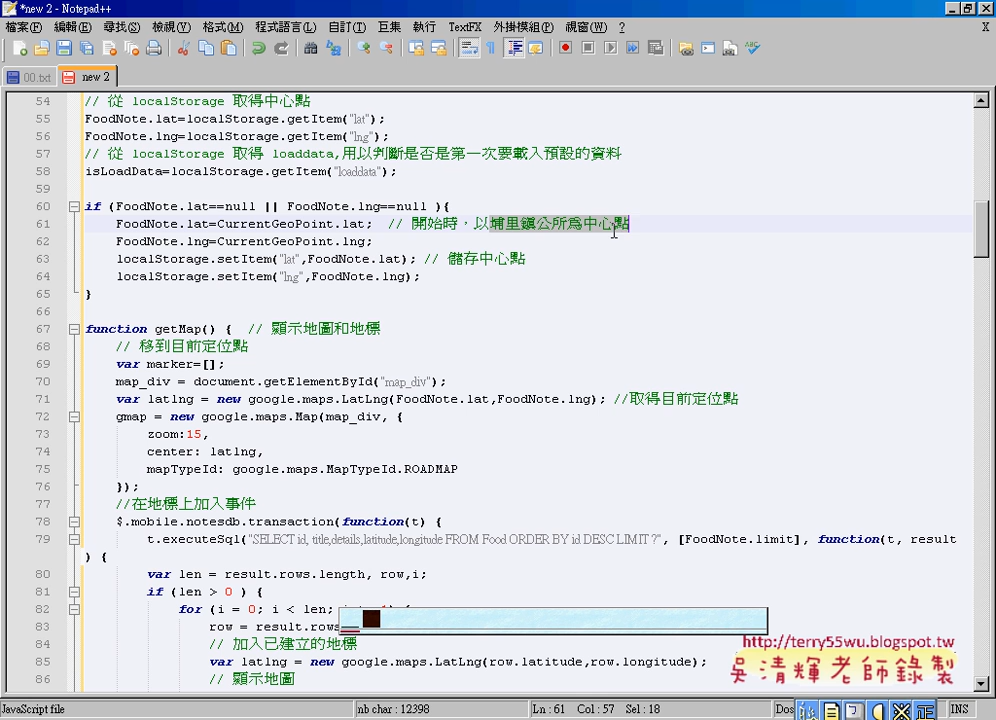 *new 2 - Notepad++
檔案(F) 編輯(E) 尋找(S) 檢視(V) 格式(M) 程式語言(L) 自訂(T) 巨集 執行 TextFX 外掛模組(P) 視窗(W) ? X
00.txt new 2
54 // 從 localStorage 取得中心點
55 FoodNote.lat=localStorage.getItem("lat");
56 FoodNote.lng=localStorage.getItem("lng");
57 // 從 localStorage 取得 loaddata,用以判斷是否是第一次要載入預設的資料
58 isLoadData=localStorage.getItem("loaddata");
59
60 if (FoodNote.lat==null || FoodNote.lng==null ){
61 FoodNote.lat=CurrentGeoPoint.lat; // 開始時，以埔里鎮公所為中心點
62 FoodNote.lng=CurrentGeoPoint.lng;
63 localStorage.setItem("lat",FoodNote.lat); // 儲存中心點
64 localStorage.setItem("lng",FoodNote.lng);
65 }
66
67 function getMap() { // 顯示地圖和地標
68 // 移到目前定位點
69 var marker=[];
70 map_div = document.getElementById("map_div");
71 var latlng = new google.maps.LatLng(FoodNote.lat,FoodNote.lng); //取得目前定位點
72 gmap = new google.maps.Map(map_div, {
73 zoom:15,
74 center: latlng,
75 mapTypeId: google.maps.MapTypeId.ROADMAP
76 });
77 //在地標上加入事件
78 $.mobile.notesdb.transaction(function(t) {
79 t.executeSql("SELECT id, title,details,latitude,longitude FROM Food ORDER BY id DESC LIMIT ?", [FoodNote.limit], function(t, result
) {
80 var len = result.rows.length, row,i;
81 if (len > 0 ) {
82 for (i = 0; i < len;
83 row = result.rows
84 // 加入已建立的地標
85 var latlng = new google.maps.LatLng(row.latitude,row.longitude);
86 // 顯示地圖
http://terry55wu.blogspot.tw
吳清輝老師錄製
JavaScript file nb char : 12398 Ln : 61 Col : 57 Sel : 18 Dos INS